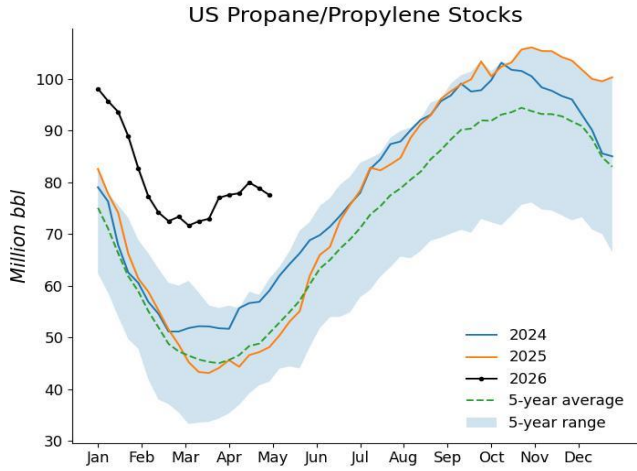 US Propane/Propylene Stocks
Million bbl
100
90
80
70
60
50
40
30
Jan Feb Mar Apr May Jun Jul Aug Sep Oct Nov Dec
2024
2025
2026
5-year average
5-year range